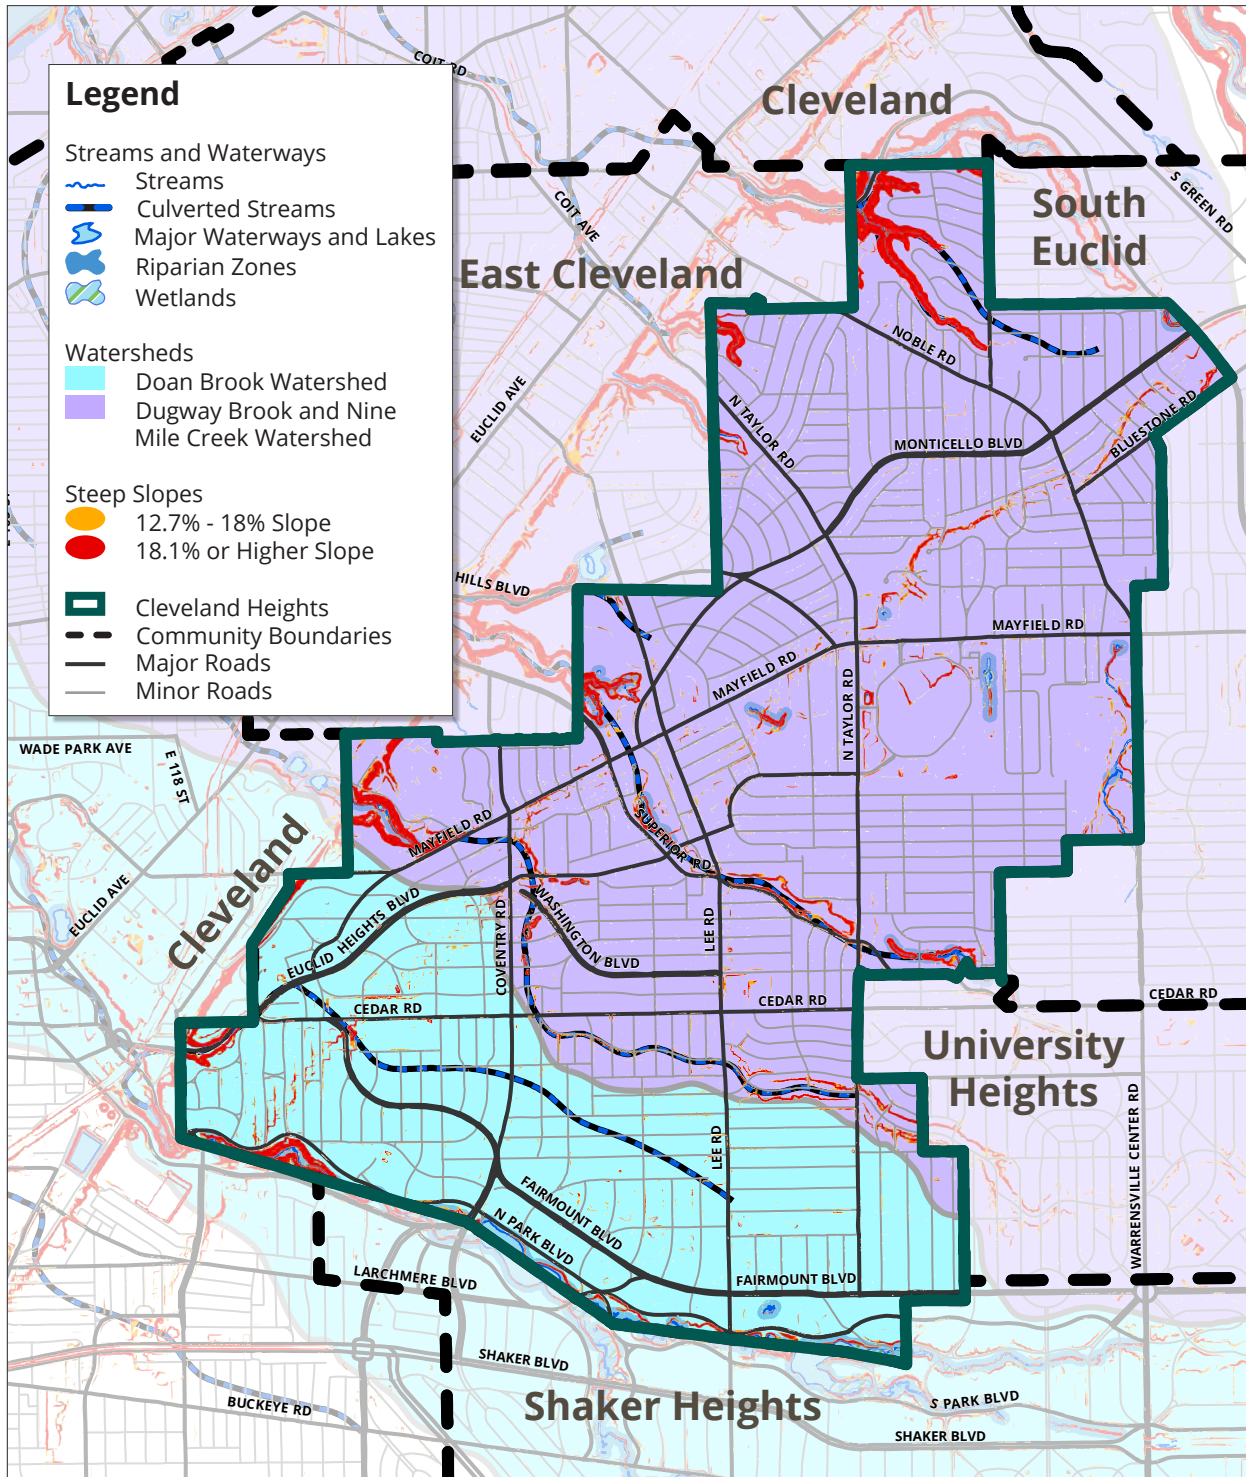 Legend
Streams and Waterways
Streams
Culverted Streams
Major Waterways and Lakes
Riparian Zones
Wetlands
Watersheds
Doan Brook Watershed
Dugway Brook and Nine
Mile Creek Watershed
Steep Slopes
12.7% - 18% Slope
18.1% or Higher Slope
Cleveland Heights
Community Boundaries
Major Roads
Minor Roads
COIT RD
Cleveland
S GREEN RD
South
Euclid
COIT AVE
East Cleveland
NOBLE RD
EUCLID AVE
N TAYLOR RD
MONTICELLO BLVD
BLUESTONE RD
HILLS BLVD
MAYFIELD RD
MAYFIELD RD
N TAYLOR RD
WADE PARK AVE
E 118 ST
MAYFIELD RD
SUPERIOR RD
Cleveland
EUCLID AVE
EUCLID HEIGHTS BLVD
COVENTRY RD
WASHINGTON BLVD
LEE RD
CEDAR RD
CEDAR RD
CEDAR RD
University
Heights
WARRENSVILLE CENTER RD
LEE RD
FAIRMOUNT BLVD
N PARK BLVD
LARCHMERE BLVD
FAIRMOUNT BLVD
SHAKER BLVD
Shaker Heights
S PARK BLVD
BUCKEYE RD
SHAKER BLVD